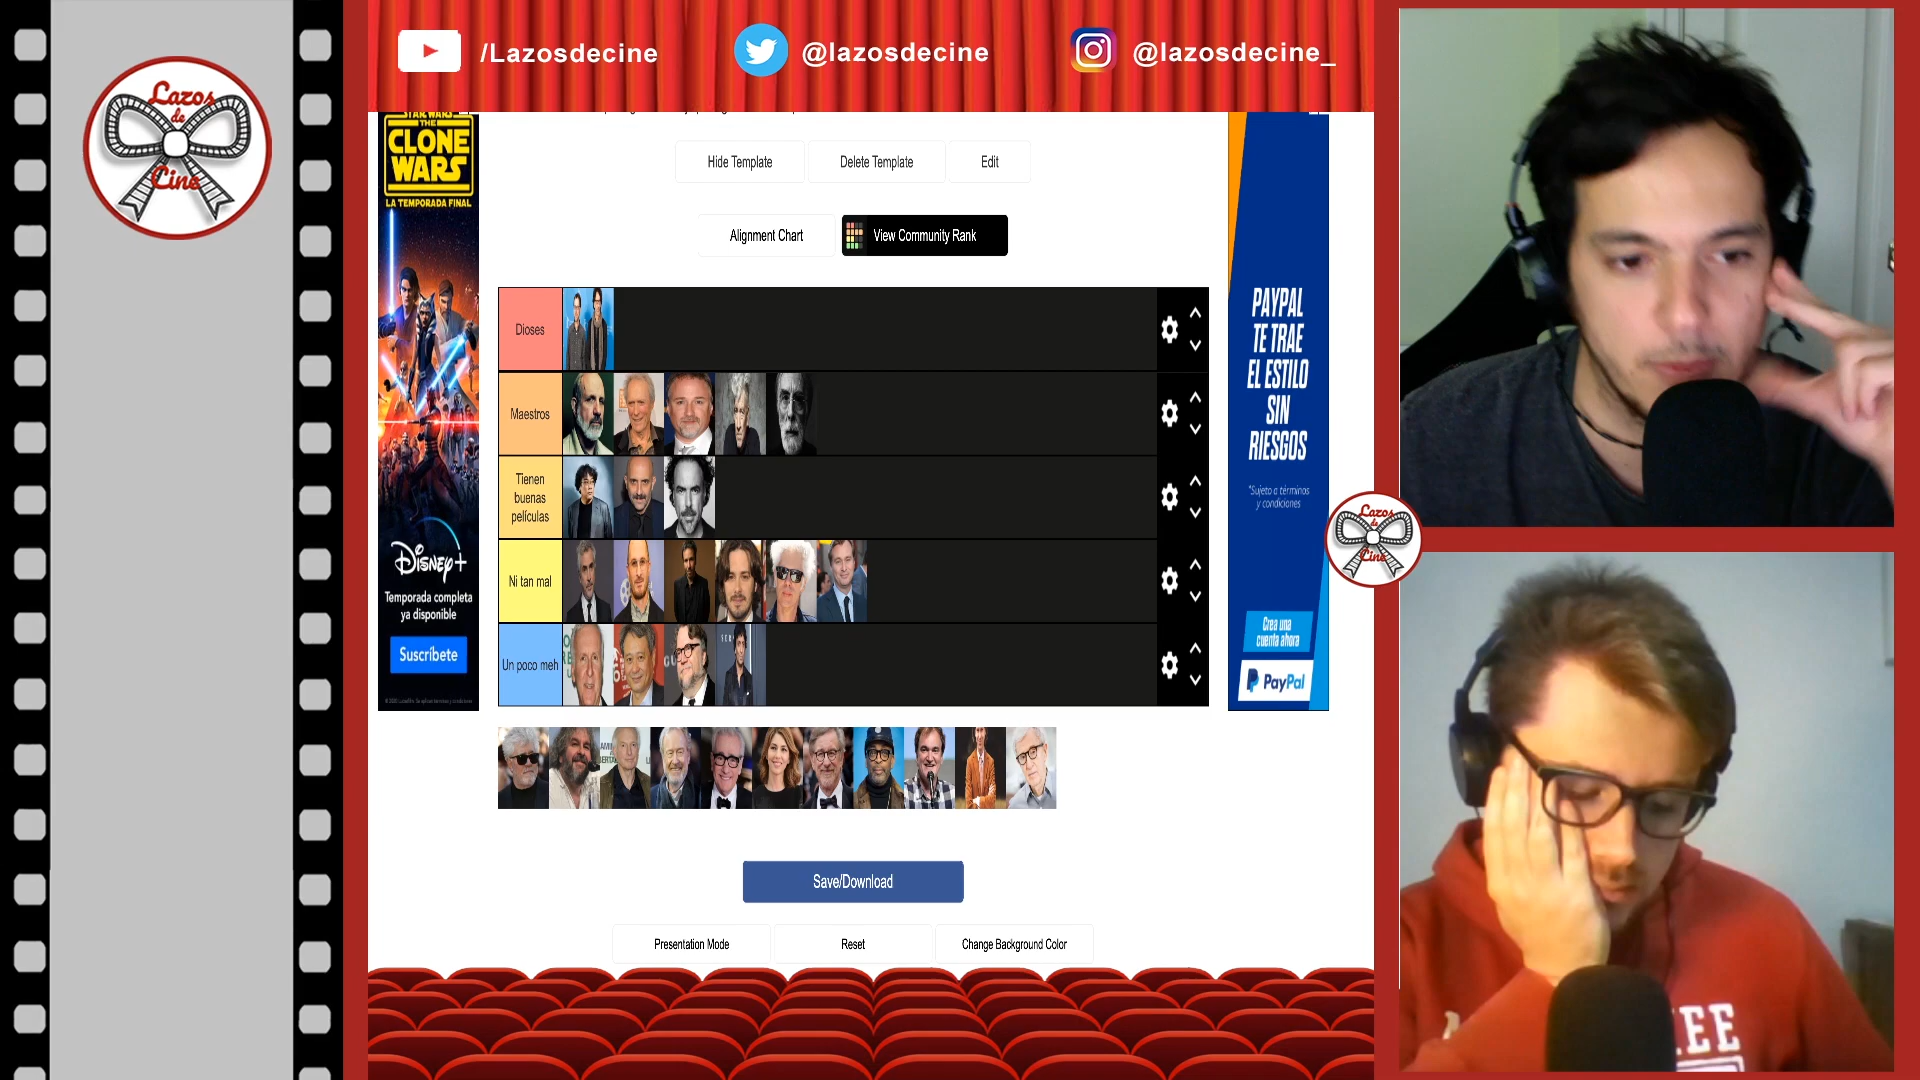 /Lazosdecine
@lazosdecine
@lazosdecine_
Lazos
de
Cine
STAR WARS
THE
CLONE
WARS
LA TEMPORADA FINAL
Disney+
Temporada completa
ya disponible
Suscríbete
Hide Template
Delete Template
Edit
Alignment Chart
View Community Rank
Dioses
Maestros
Tienen
buenas
películas
Ni tan mal
Un poco meh
Save/Download
Presentation Mode
Reset
Change Background Color
PAYPAL
TE TRAE
EL ESTILO
SIN
RIESGOS
*Sujeto a términos
y condiciones
Crea una
cuenta ahora
PayPal
Lazos
de
Cine